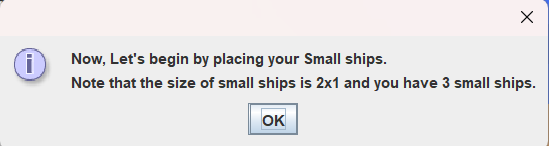 Now, Let's begin by placing your Small ships.
Note that the size of small ships is 2x1 and you have 3 small ships.
OK